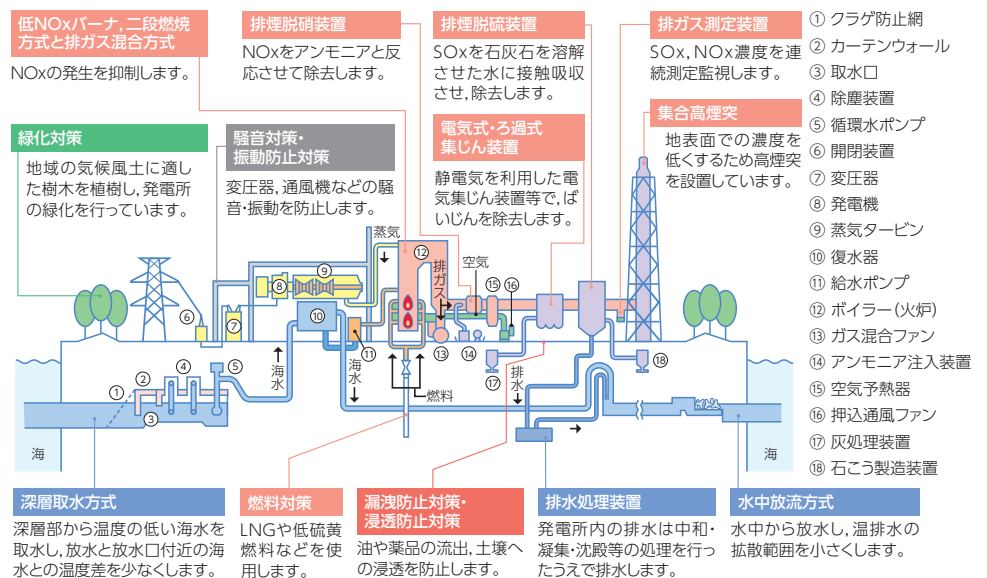 低NOxバーナ,二段燃焼
方式と排ガス混合方式
NOxの発生を抑制します。
排煙脱硝装置
NOxをアンモニアと反
応させて除去します。
排煙脱硫装置
SOxを石灰石を溶解
させた水に接触吸収
させ,除去します。
排ガス測定装置
SOx,NOx濃度を連
続測定監視します。
緑化対策
地域の気候風土に適し
た樹木を植樹し,発電所
の緑化を行っています。
騒音対策・
振動防止対策
変圧器,通風機などの騒
音・振動を防止します。
電気式・ろ過式
集じん装置
静電気を利用した電
気集じん装置等で,ば
いじんを除去します。
集合高煙突
地表面での濃度を
低くするため高煙突
を設置しています。
① クラゲ防止網
② カーテンウォール
③ 取水口
④ 除塵装置
⑤ 循環水ポンプ
⑥ 開閉装置
⑦ 変圧器
⑧ 発電機
⑨ 蒸気タービン
⑩ 復水器
⑪ 給水ポンプ
⑫ ボイラー(火炉)
⑬ ガス混合ファン
⑭ アンモニア注入装置
⑮ 空気予熱器
⑯ 押込通風ファン
⑰ 灰処理装置
⑱ 石こう製造装置
蒸気
⑫
排ガス
空気
⑮
⑯
⑨
⑧
⑥
⑦
⑩
⑪
⑬
⑭
⑰
⑱
海水
海水
燃料
排水
①
②
③
④
⑤
海
海
深層取水方式
深層部から温度の低い海水を
取水し,放水と放水口付近の海
水との温度差を少なくします。
燃料対策
LNGや低硫黄
燃料などを使
用します。
漏洩防止対策・
浸透防止対策
油や薬品の流出,土壌へ
の浸透を防止します。
排水処理装置
発電所内の排水は中和・
凝集・沈殿等の処理を行っ
たうえで排水します。
水中放流方式
水中から放水し,温排水の
拡散範囲を小さくします。